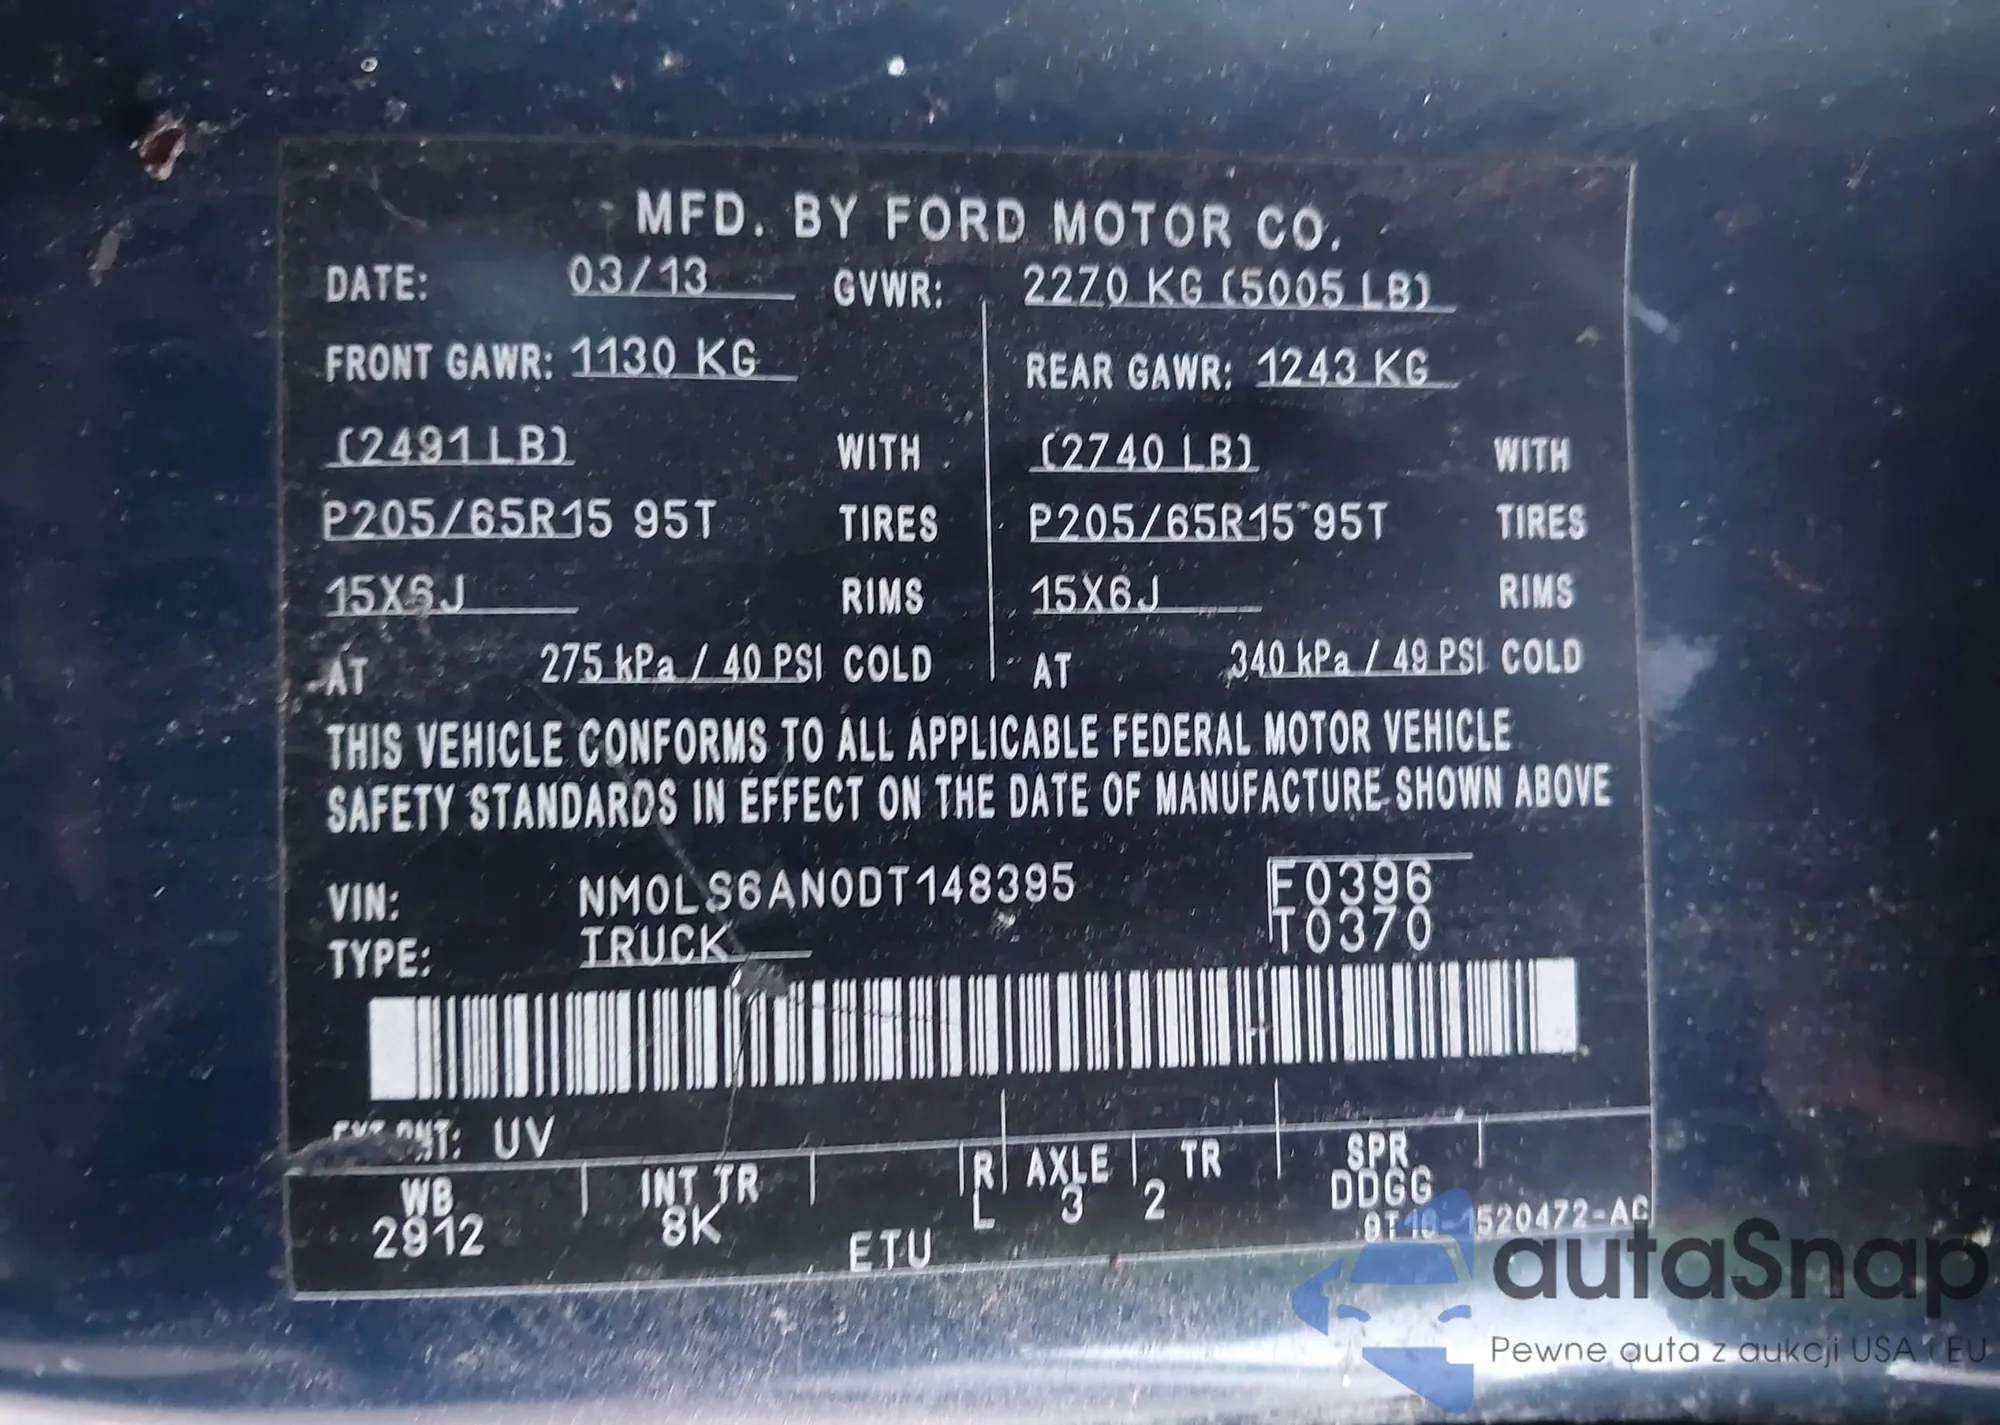 MFD. BY FORD MOTOR CO.
DATE: 03/13 GVWR: 2270 KG (5005 LB)
FRONT GAWR: 1130 KG REAR GAWR: 1243 KG
(2491 LB) WITH (2740 LB) WITH
P205/65R15 95T TIRES P205/65R15 95T TIRES
15X6J RIMS 15X6J RIMS
AT 275 kPa / 40 PSI COLD AT 340 kPa / 49 PSI COLD
THIS VEHICLE CONFORMS TO ALL APPLICABLE FEDERAL MOTOR VEHICLE
SAFETY STANDARDS IN EFFECT ON THE DATE OF MANUFACTURE SHOWN ABOVE
VIN: NM0LS6AN0DT148395 F0396
TYPE: TRUCK T0370
EXT PNT: UV
WB INT TR R AXLE TR SPR
2912 8K L 3 2 DDGG
ETU
autaSnap
Pewne auta z aukcji USA i EU